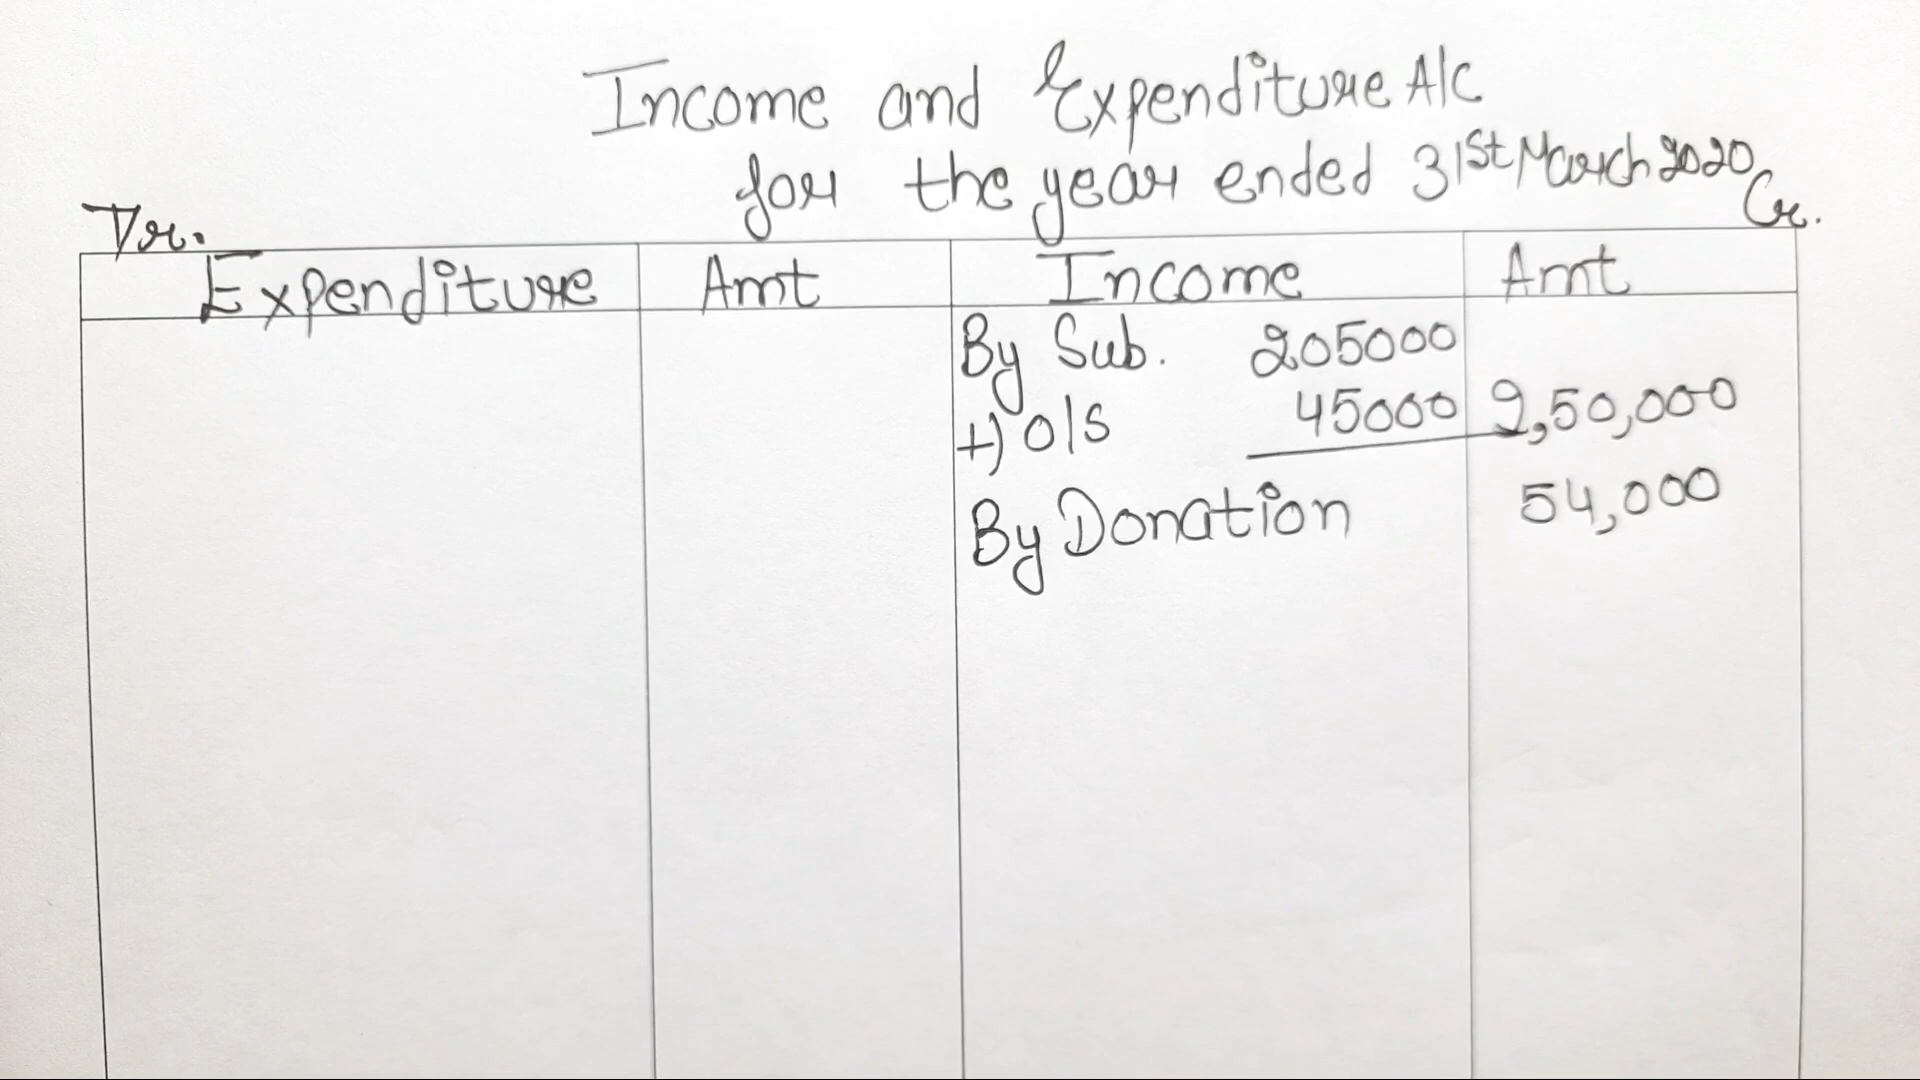 Income and Expenditure A/C
for the year ended 31st March 2020
Dr. Cr.
Expenditure Amt Income Amt
By Sub. 205000
+) O/S 45000 2,50,000
By Donation 54,000